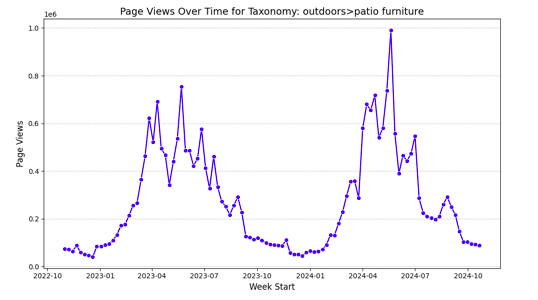 Page Views Over Time for Taxonomy: outdoors>patio furniture
1e6
1.0
0.8
0.6
0.4
0.2
0.0
Page Views
2022-10 2023-01 2023-04 2023-07 2023-10 2024-01 2024-04 2024-07 2024-10
Week Start